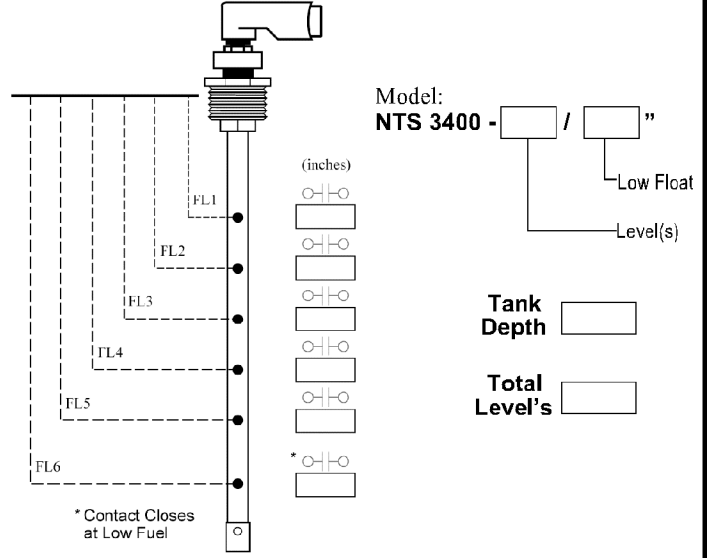 Model:
NTS 3400 - / "
Low Float
Level(s)
(inches)
FL1
FL2
FL3
FL4
FL5
FL6
*
* Contact Closes
at Low Fuel
Tank
Depth
Total
Level's